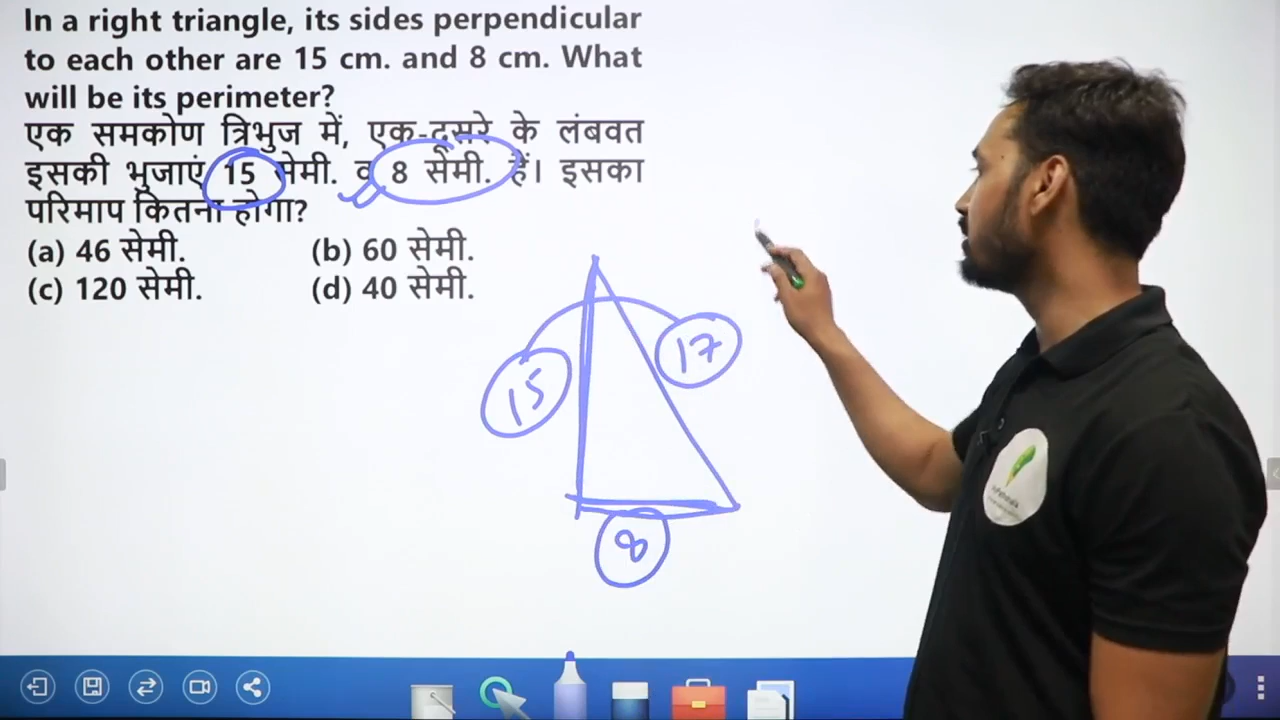 In a right triangle, its sides perpendicular
to each other are 15 cm. and 8 cm. What
will be its perimeter?
एक समकोण त्रिभुज में, एक-दूसरे के लंबवत
इसकी भुजाएं 15 सेमी. व 8 सेमी. हैं। इसका
परिमाप कितना होगा?
(a) 46 सेमी. (b) 60 सेमी.
(c) 120 सेमी. (d) 40 सेमी.
15
17
8